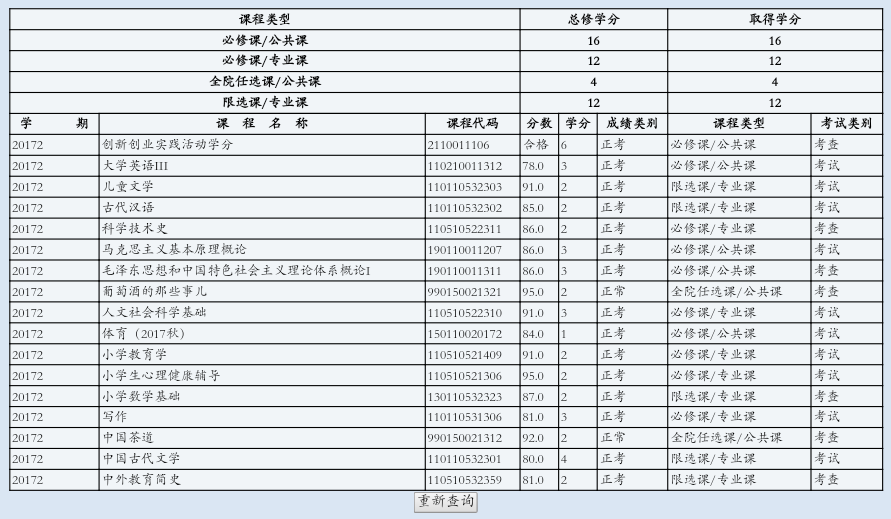 课程类型 总修学分 取得学分
必修课/公共课 16 16
必修课/专业课 12 12
全院任选课/公共课 4 4
限选课/专业课 12 12
学 期 课 程 名 称 课程代码 分数 学分 成绩类别 课程类型 考试类别
20172 创新创业实践活动学分 2110011106 合格 6 正考 必修课/公共课 考查
20172 大学英语III 110210011312 78.0 3 正考 必修课/公共课 考试
20172 儿童文学 110110532303 91.0 2 正考 限选课/专业课 考试
20172 古代汉语 110110532302 85.0 2 正考 限选课/专业课 考试
20172 科学技术史 110510522311 86.0 2 正考 必修课/专业课 考查
20172 马克思主义基本原理概论 190110011207 86.0 3 正考 必修课/公共课 考试
20172 毛泽东思想和中国特色社会主义理论体系概论I 190110011311 86.0 3 正考 必修课/公共课 考查
20172 葡萄酒的那些事儿 990150021321 95.0 2 正常 全院任选课/公共课 考查
20172 人文社会科学基础 110510522310 91.0 3 正考 必修课/专业课 考试
20172 体育（2017秋） 150110020172 84.0 1 正考 必修课/公共课 考试
20172 小学教育学 110510521409 91.0 2 正考 必修课/专业课 考试
20172 小学生心理健康辅导 110510521306 95.0 2 正考 必修课/专业课 考试
20172 小学数学基础 130110532323 87.0 2 正考 限选课/专业课 考查
20172 写作 110110531306 81.0 3 正考 必修课/专业课 考试
20172 中国茶道 990150021312 92.0 2 正常 全院任选课/公共课 考查
20172 中国古代文学 110110532301 80.0 4 正考 限选课/专业课 考试
20172 中外教育简史 110510532359 81.0 2 正考 限选课/专业课 考查
重新查询